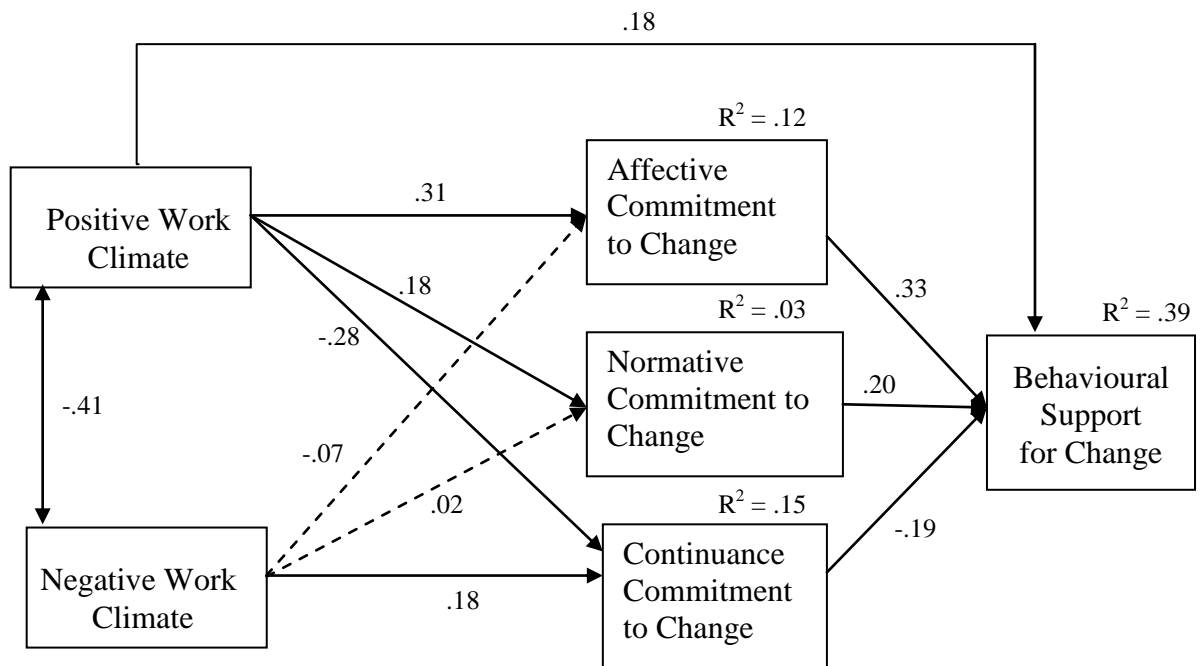 .18
R² = .12
Affective
Commitment
to Change
Positive Work
Climate
.31
.18
-.28
.33
R² = .03
R² = .39
Normative
Commitment to
Change
.20
Behavioural
Support
for Change
-.41
-.07
.02
R² = .15
-.19
Continuance
Commitment
to Change
Negative Work
Climate
.18